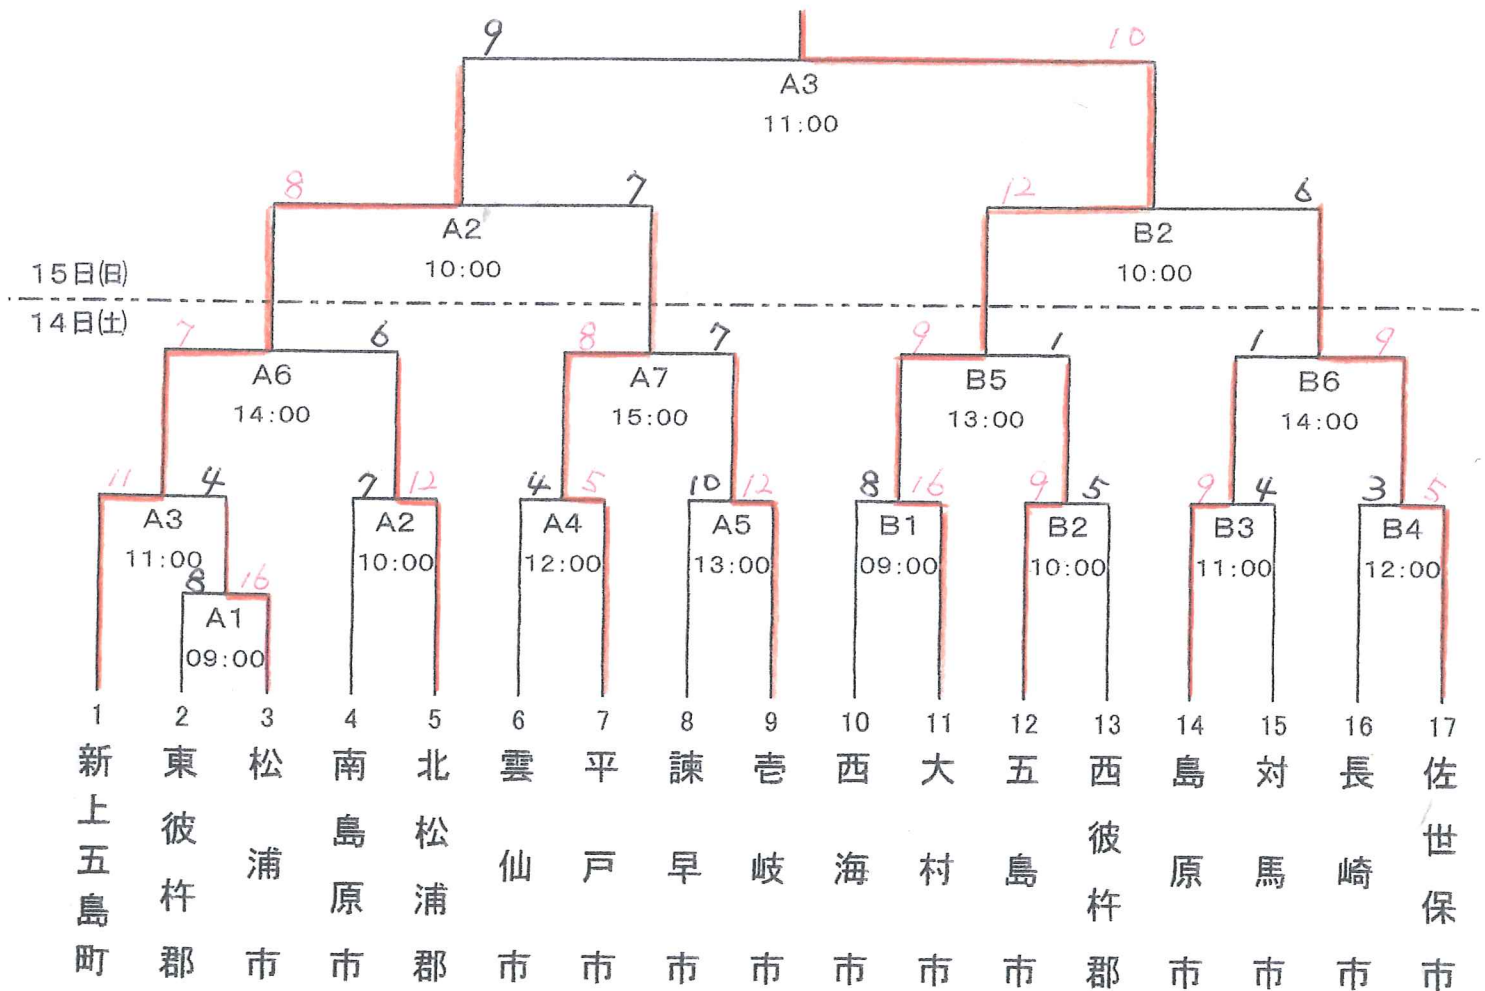 9 10
A3
11:00
8 7 12 6
A2 B2
15日(日) 10:00 10:00
14日(土)
7 6 8 7 9 1 1 9
A6 A7 B5 B6
14:00 15:00 13:00 14:00
11 4 7 12 4 5 10 12 8 16 9 5 9 4 3 5
A3 A2 A4 A5 B1 B2 B3 B4
11:00 10:00 12:00 13:00 09:00 10:00 11:00 12:00
8 16
A1
09:00
1 2 3 4 5 6 7 8 9 10 11 12 13 14 15 16 17
新上五島町
東彼杵郡
松浦市
南島原市
北松浦郡
雲仙市
平戸市
諫早市
壱岐市
西海市
大村市
五島市
西彼杵郡
島原市
対馬市
長崎市
佐世保市